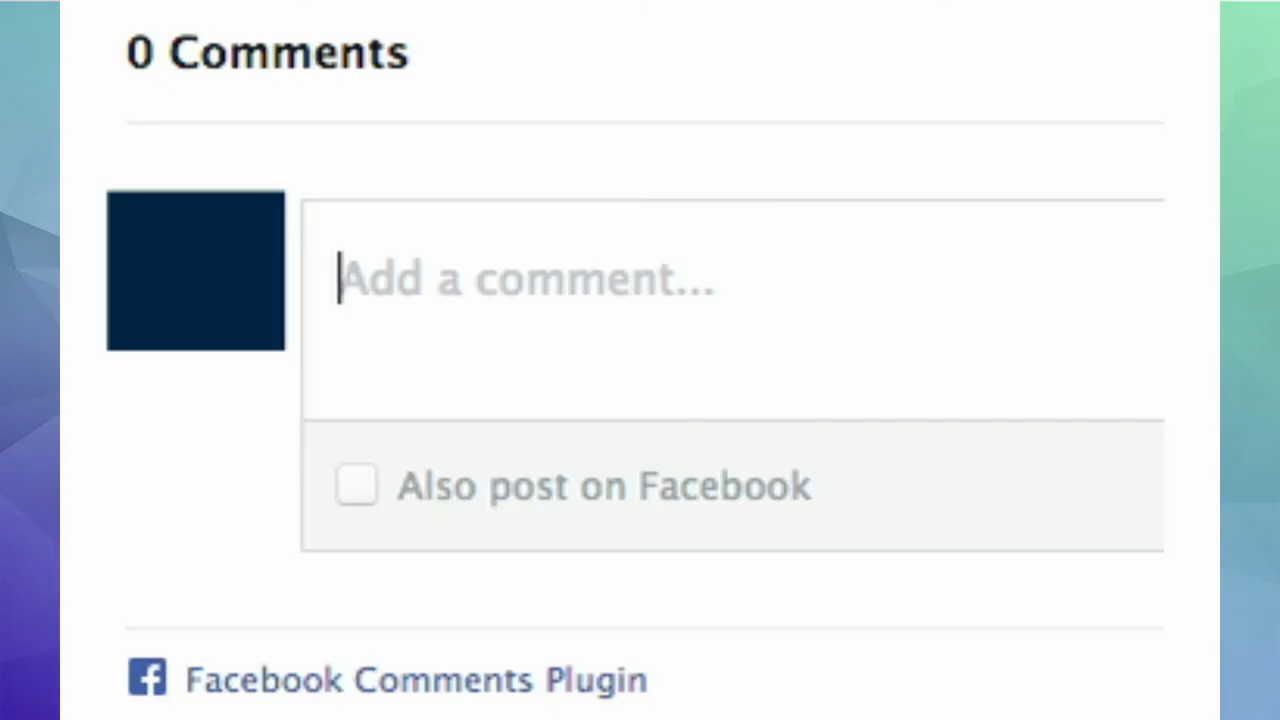 0 Comments
Add a comment...
Also post on Facebook
Facebook Comments Plugin